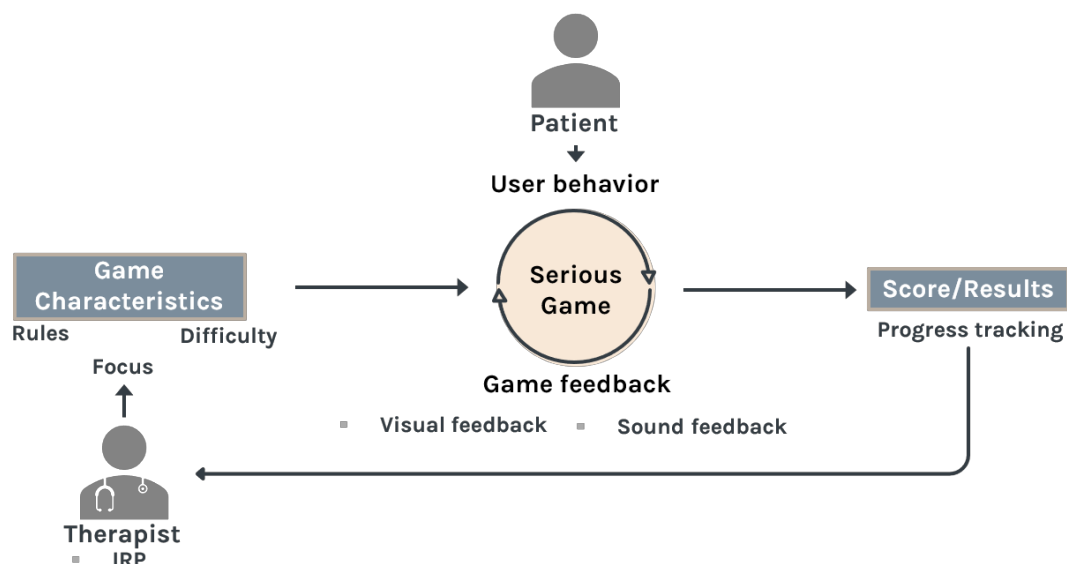 Patient
User behavior
Serious
Game
Game
Characteristics
Score/Results
Rules
Difficulty
Progress tracking
Focus
Game feedback
Visual feedback
Sound feedback
Therapist
IRP